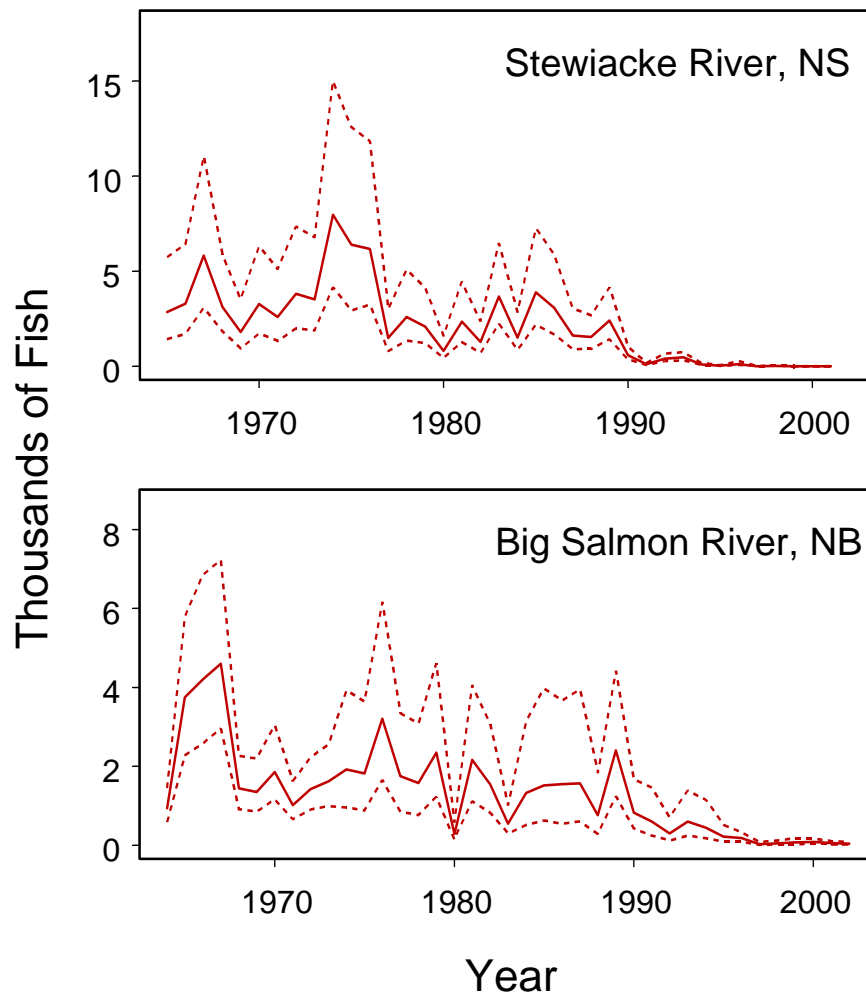 Stewiacke River, NS
15
10
5
0
1970 1980 1990 2000
Big Salmon River, NB
8
6
4
2
0
1970 1980 1990 2000
Thousands of Fish
Year